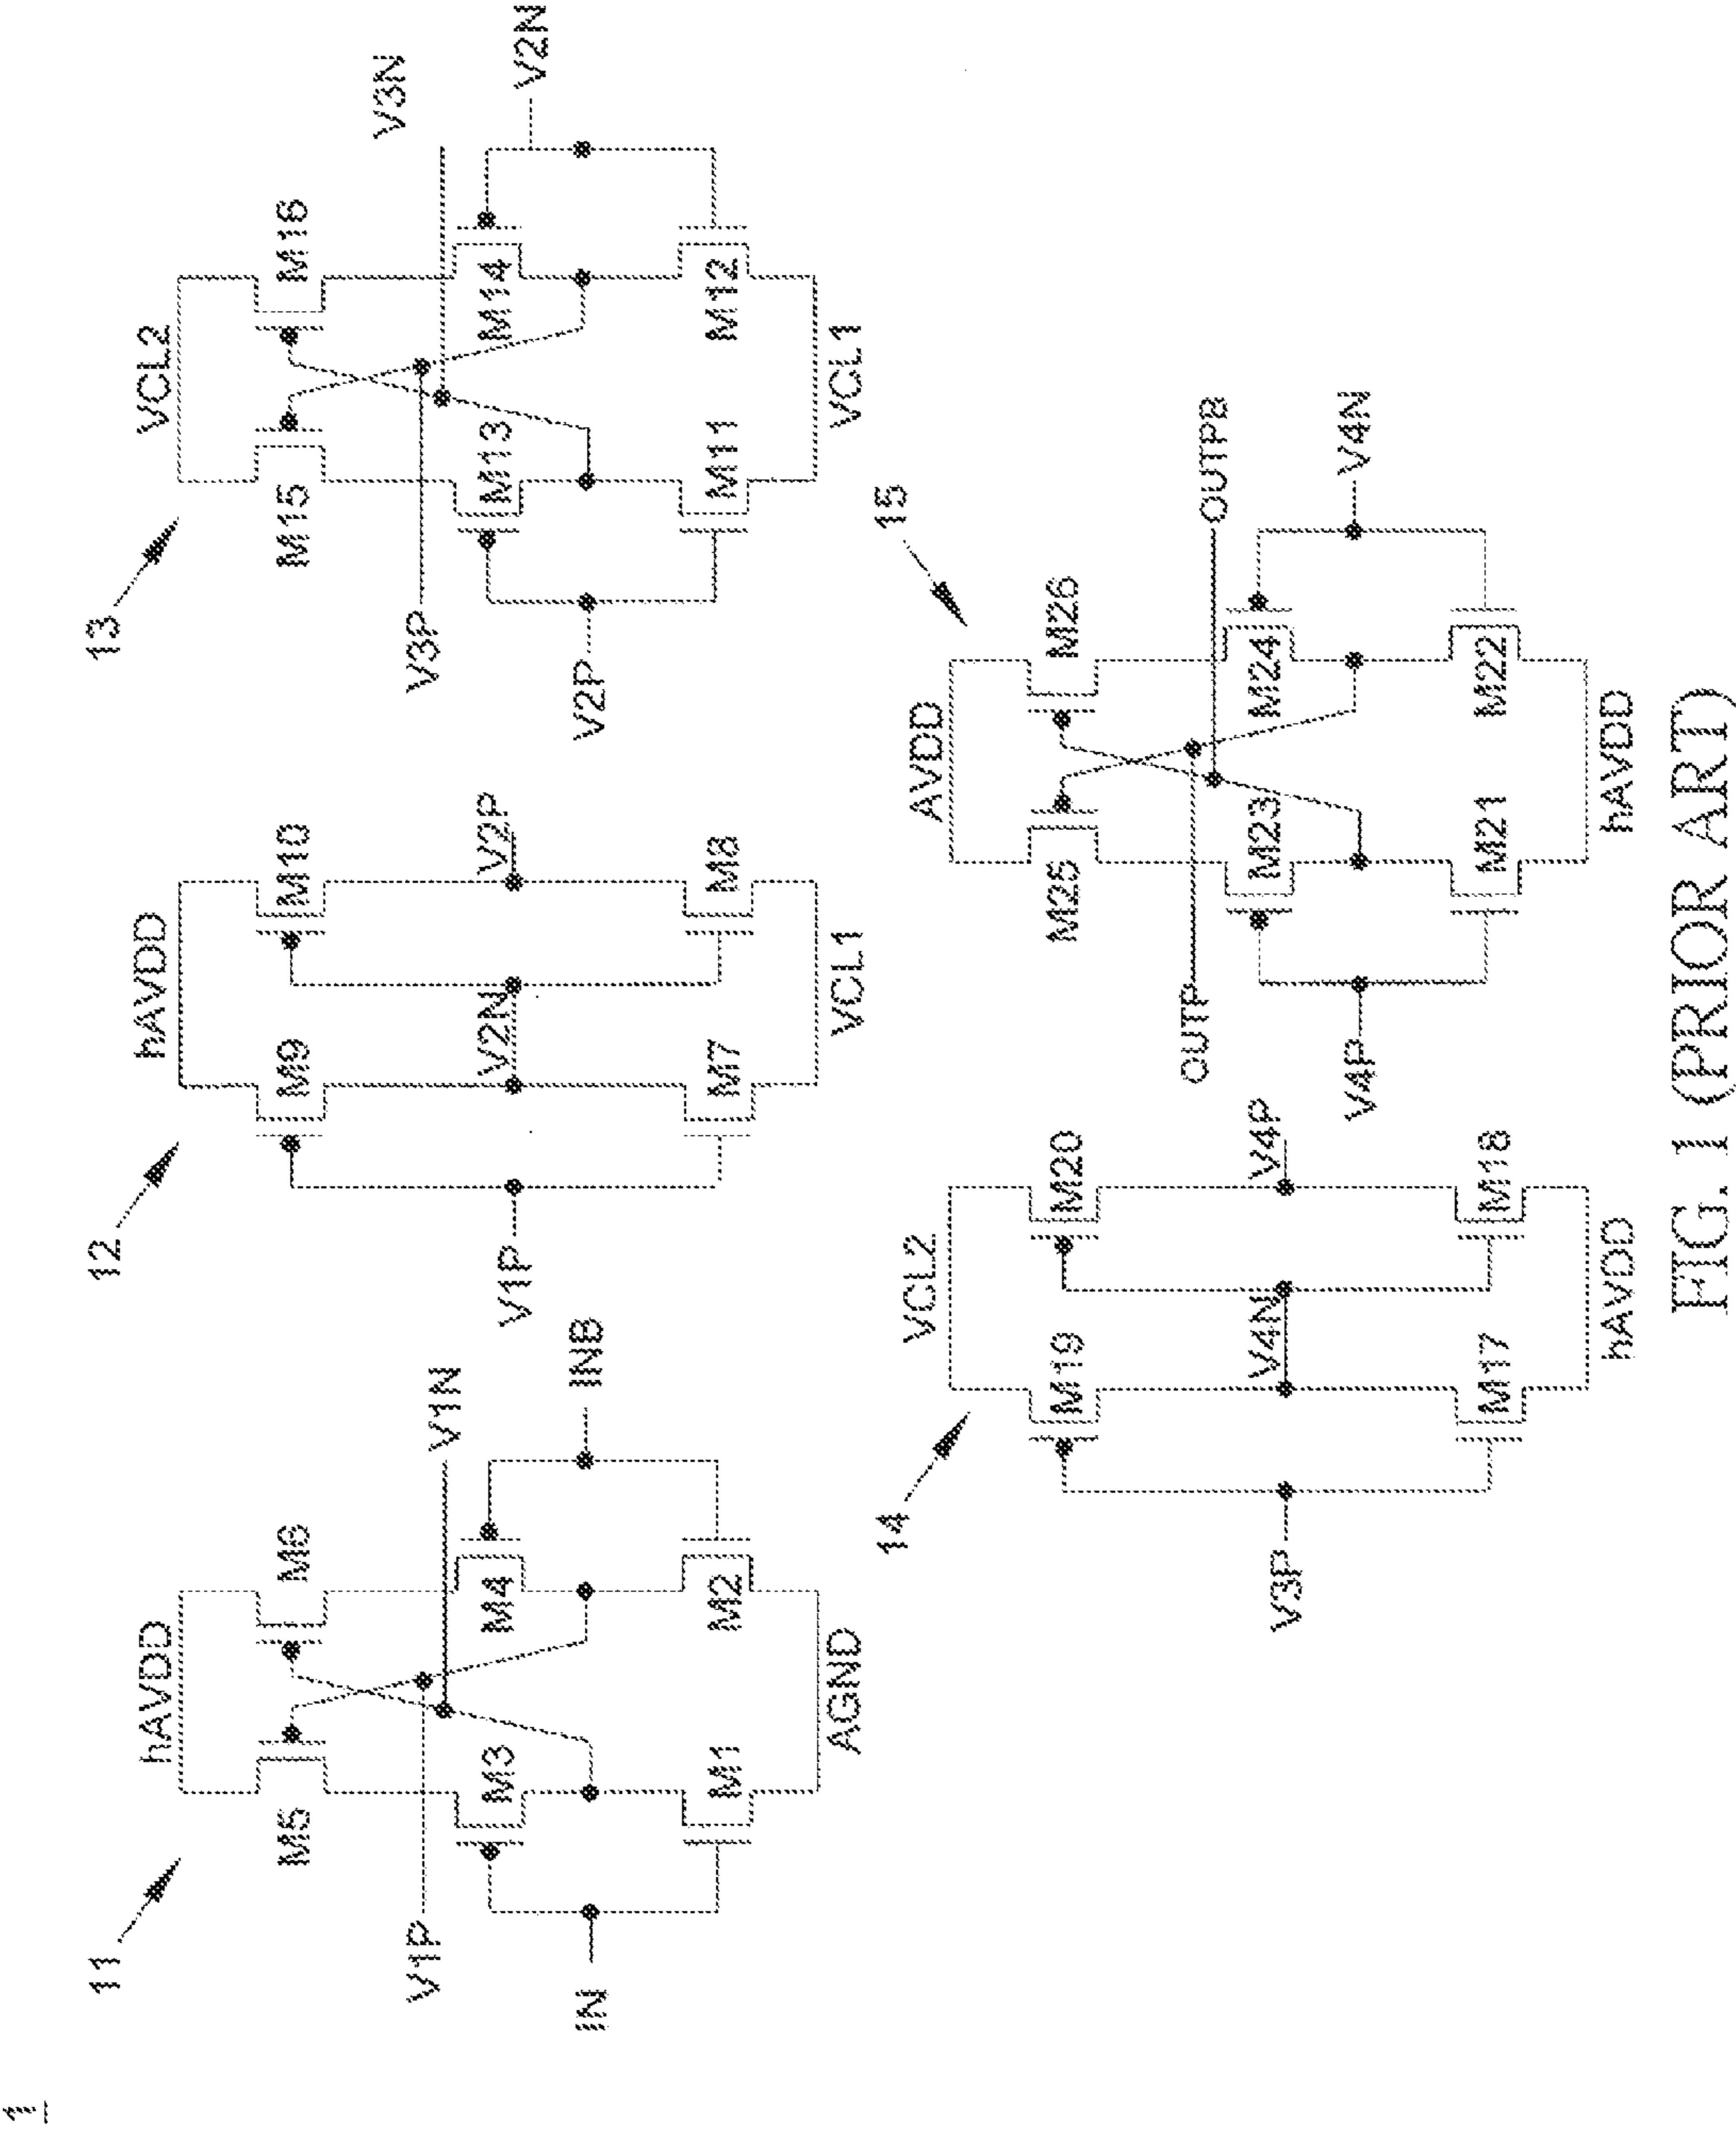 1
11
hAVDD
M5
M6
V1P
V1N
M3
M4
IN
INB
M1
M2
AGND
12
hAVDD
M9
M10
V1P
V2N
V2P
M7
M8
VCL1
13
VCL2
M15
M16
V3P
V3N
M13
M14
V2P
V2N
M11
M12
VCL1
14
VCL2
M19
M20
V3P
V4N
V4P
M17
M18
hAVDD
15
AVDD
M25
M26
OUTP
OUTPB
M23
M24
V4P
V4N
M21
M22
hAVDD
FIG. 1 (PRIOR ART)